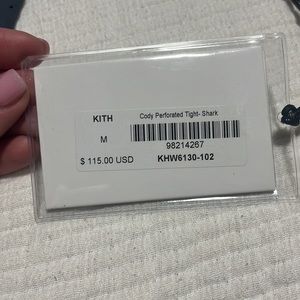 KITH Cody Perforated Tight- Shark
M
98214267
$ 115.00 USD KHW6130-102